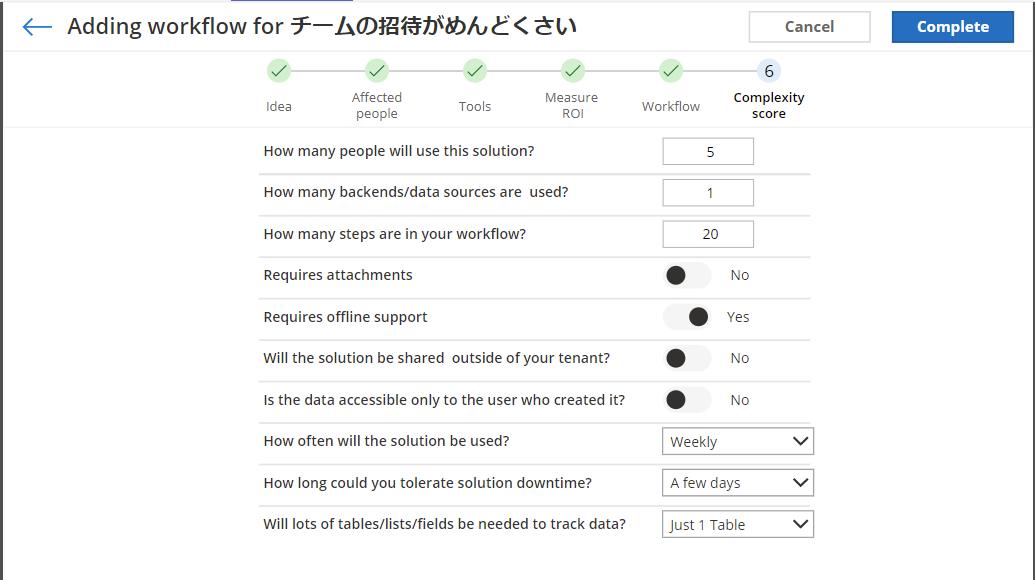 Adding workflow for チームの招待がめんどくさい
Cancel
Complete
6
Idea
Affected
people
Tools
Measure
ROI
Workflow
Complexity
score
How many people will use this solution? 5
How many backends/data sources are used? 1
How many steps are in your workflow? 20
Requires attachments No
Requires offline support Yes
Will the solution be shared outside of your tenant? No
Is the data accessible only to the user who created it? No
How often will the solution be used? Weekly
How long could you tolerate solution downtime? A few days
Will lots of tables/lists/fields be needed to track data? Just 1 Table